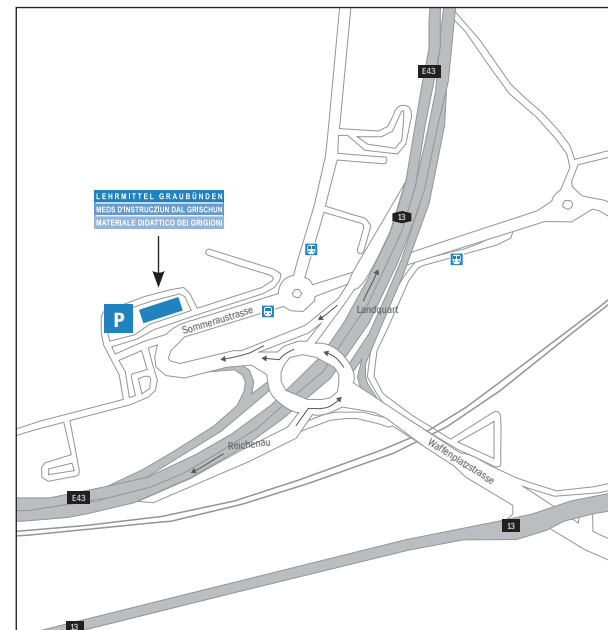 E43
LEHRMITTEL GRAUBÜNDEN
MEDS D'INSTRUCZIUN DAL GRISCHUN
MATERIALE DIDATTICO DEI GRIGIONI
13
P
Sommeraustrasse
Landquart
Reichenau
Waffenplatzstrasse
E43
13
13